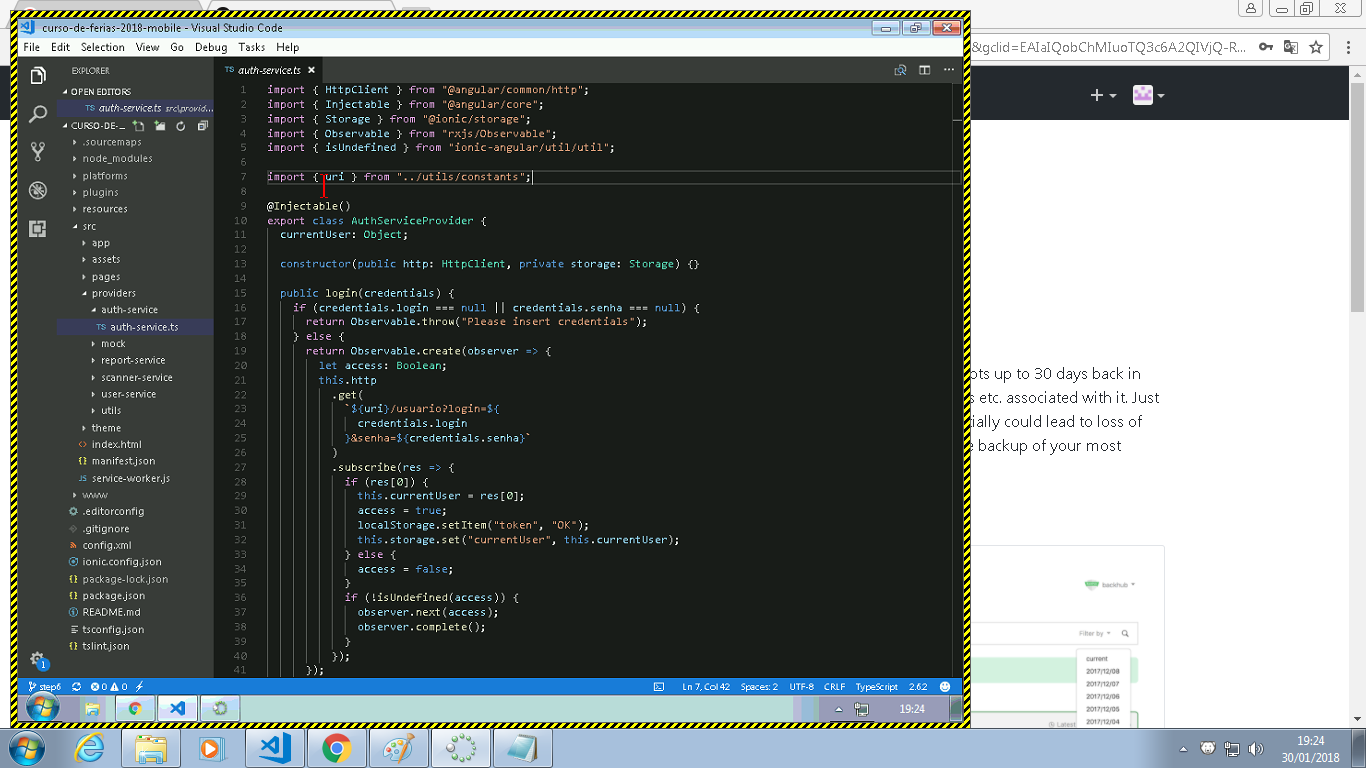 curso-de-ferias-2018-mobile - Visual Studio Code
File Edit Selection View Go Debug Tasks Help
EXPLORER
OPEN EDITORS
TS auth-service.ts src\provid...
CURSO-DE-...
.sourcemaps
node_modules
platforms
plugins
resources
src
app
assets
pages
providers
auth-service
TS auth-service.ts
mock
report-service
scanner-service
user-service
utils
theme
<> index.html
{} manifest.json
JS service-worker.js
www
.editorconfig
.gitignore
config.xml
ionic.config.json
{} package-lock.json
{} package.json
README.md
tsconfig.json
{} tslint.json
TS auth-service.ts
1 import { HttpClient } from "@angular/common/http";
2 import { Injectable } from "@angular/core";
3 import { Storage } from "@ionic/storage";
4 import { Observable } from "rxjs/Observable";
5 import { isUndefined } from "ionic-angular/util/util";
6
7 import { uri } from "../utils/constants";
8
9 @Injectable()
10 export class AuthServiceProvider {
11 currentUser: Object;
12
13 constructor(public http: HttpClient, private storage: Storage) {}
14
15 public login(credentials) {
16 if (credentials.login === null || credentials.senha === null) {
17 return Observable.throw("Please insert credentials");
18 } else {
19 return Observable.create(observer => {
20 let access: Boolean;
21 this.http
22 .get(
23 `${uri}/usuario?login=${
24 credentials.login
25 }&senha=${credentials.senha}`
26 )
27 .subscribe(res => {
28 if (res[0]) {
29 this.currentUser = res[0];
30 access = true;
31 localStorage.setItem("token", "OK");
32 this.storage.set("currentUser", this.currentUser);
33 } else {
34 access = false;
35 }
36 if (!isUndefined(access)) {
37 observer.next(access);
38 observer.complete();
39 }
40 });
41 });
1
step6 0 0 Ln 7, Col 42 Spaces: 2 UTF-8 CRLF TypeScript 2.6.2
19:24
&gclid=EAIaIQobChMIuoTQ3c6A2QIVjQ-R...
ots up to 30 days back in
s etc. associated with it. Just
ially could lead to loss of
e backup of your most
backhub
Filter by
current
2017/12/08
2017/12/07
2017/12/06
2017/12/05
2017/12/04
Latest
19:24
30/01/2018